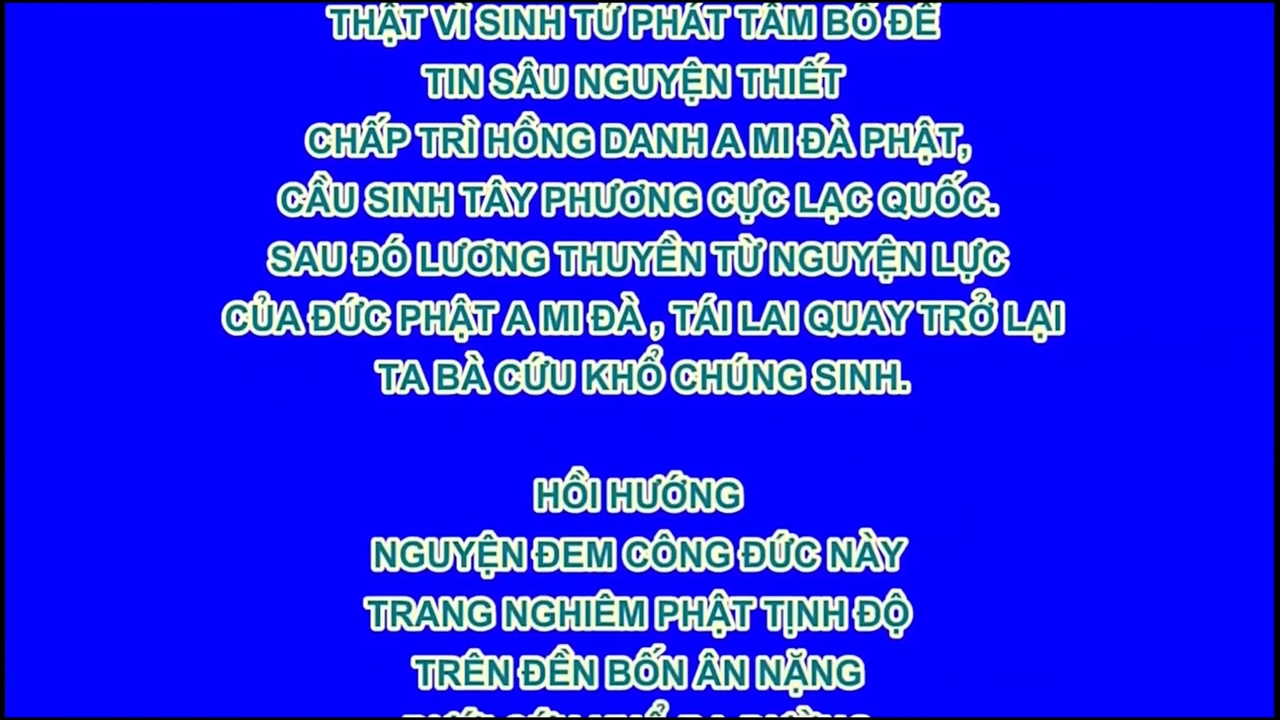 THẬT VÌ SINH TỬ PHÁT TÂM BỒ ĐỀ
TIN SÂU NGUYỆN THIẾT
CHẤP TRÌ HỒNG DANH A MI ĐÀ PHẬT,
CẦU SINH TÂY PHƯƠNG CỰC LẠC QUỐC.
SAU ĐÓ LƯƠNG THUYỀN TỪ NGUYỆN LỰC
CỦA ĐỨC PHẬT A MI ĐÀ , TÁI LAI QUAY TRỞ LẠI
TA BÀ CỨU KHỔ CHÚNG SINH.
HỒI HƯỚNG
NGUYỆN ĐEM CÔNG ĐỨC NÀY
TRANG NGHIÊM PHẬT TỊNH ĐỘ
TRÊN ĐỀN BỐN ÂN NẶNG